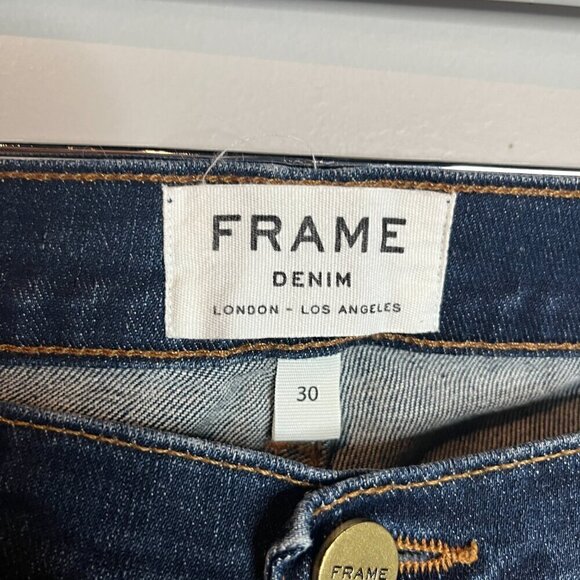 FRAME
DENIM
LONDON - LOS ANGELES
30
FRAME